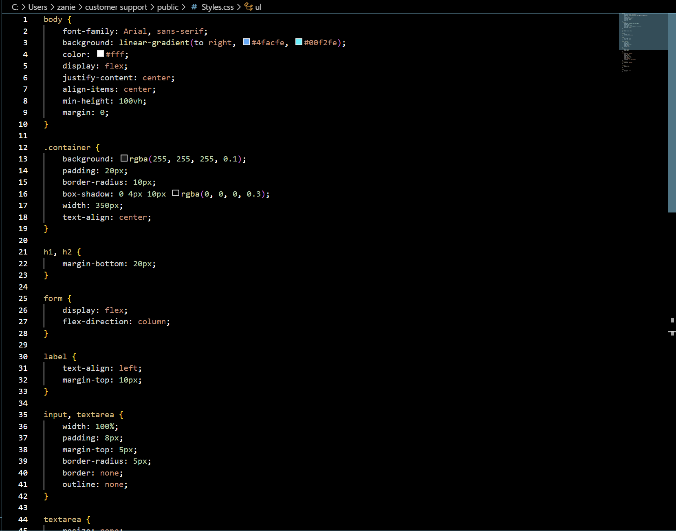 C: > Users > zanie > customer support > public > # Styles.css > ul
1 body {
2 font-family: Arial, sans-serif;
3 background: linear-gradient(to right, #4facfe, #00f2fe);
4 color: #fff;
5 display: flex;
6 justify-content: center;
7 align-items: center;
8 min-height: 100vh;
9 margin: 0;
10 }
11
12 .container {
13 background: rgba(255, 255, 255, 0.1);
14 padding: 20px;
15 border-radius: 10px;
16 box-shadow: 0 4px 10px rgba(0, 0, 0, 0.3);
17 width: 350px;
18 text-align: center;
19 }
20
21 h1, h2 {
22 margin-bottom: 20px;
23 }
24
25 form {
26 display: flex;
27 flex-direction: column;
28 }
29
30 label {
31 text-align: left;
32 margin-top: 10px;
33 }
34
35 input, textarea {
36 width: 100%;
37 padding: 8px;
38 margin-top: 5px;
39 border-radius: 5px;
40 border: none;
41 outline: none;
42 }
43
44 textarea {